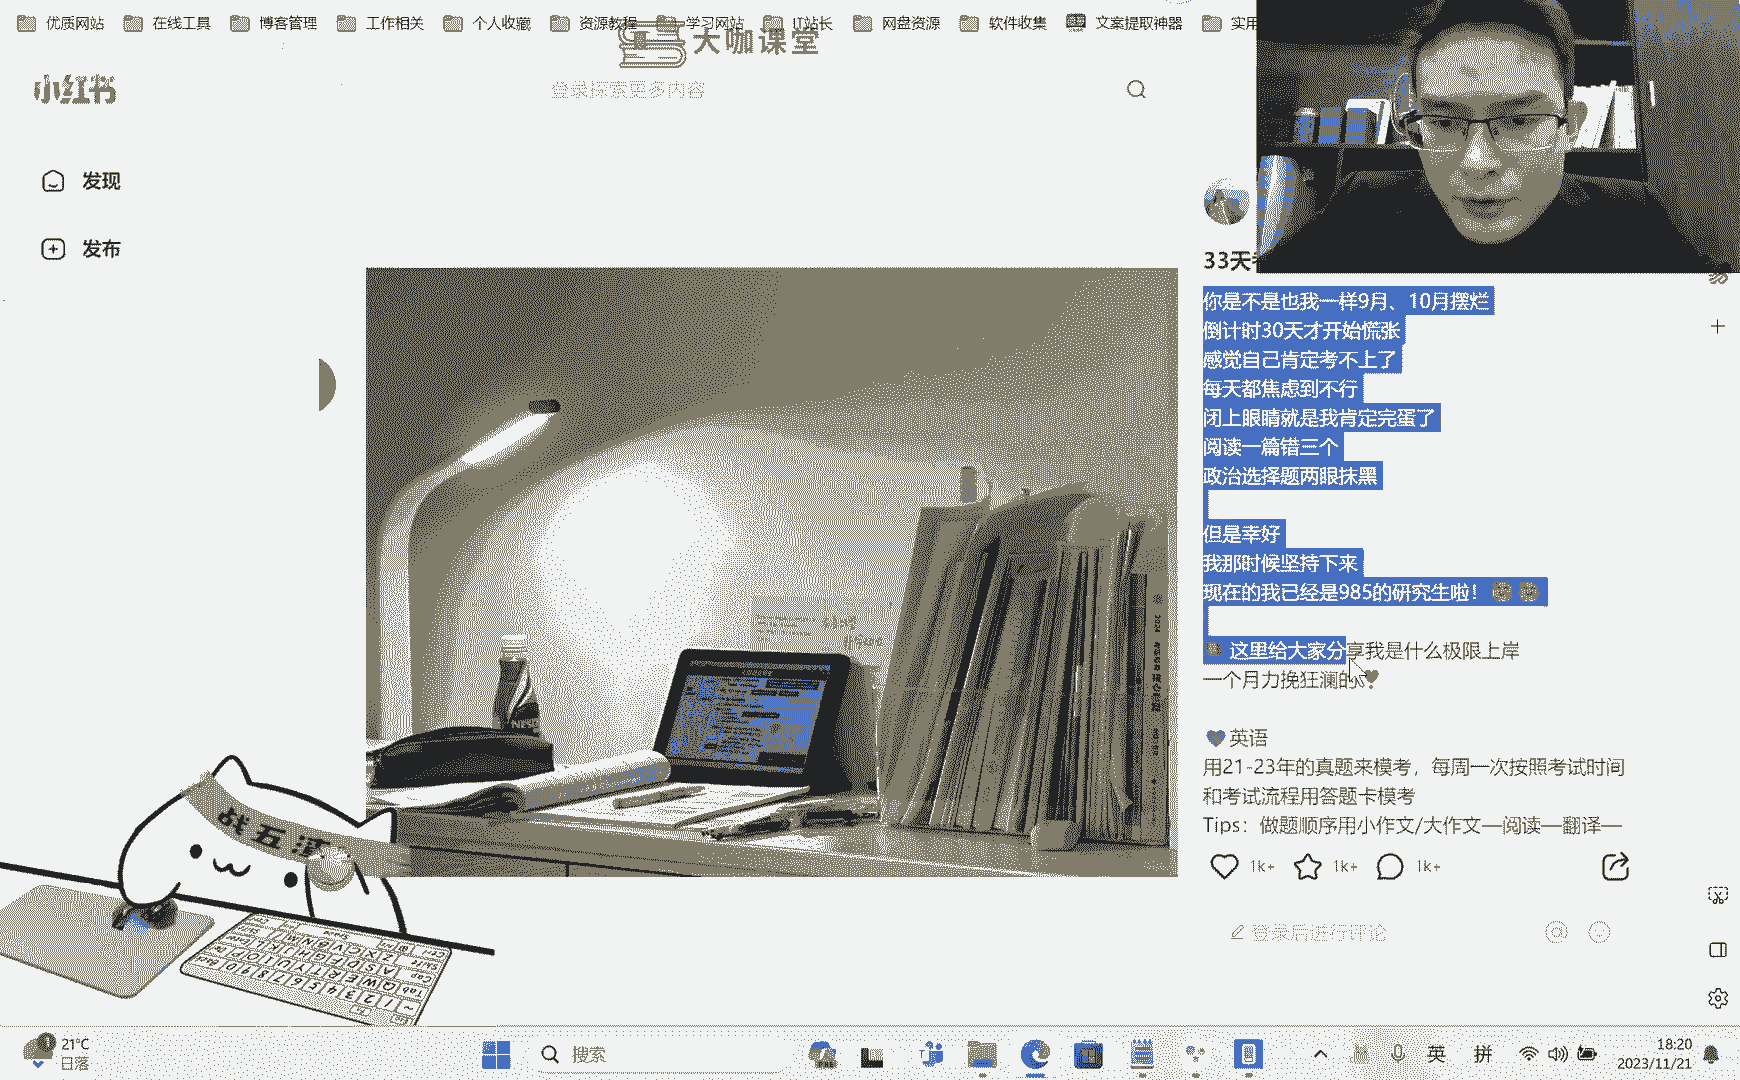 优质网站
在线工具
博客管理
工作相关
个人收藏
资源教程
学习网站
IT站长
网盘资源
软件收集
文案提取神器
实用
大咖课堂
小红书
登录探索更多内容
发现
发布
33天
你是不是也我一样9月、10月摆烂
倒计时30天才开始慌张
感觉自己肯定考不上了
每天都焦虑到不行
闭上眼睛就是我肯定完蛋了
阅读一篇错三个
政治选择题两眼抹黑
但是幸好
我那时候坚持下来
现在的我已经是985的研究生啦！
这里给大家分享我是什么极限上岸
一个月力挽狂澜的
💙英语
用21-23年的真题来模考，每周一次按照考试时间
和考试流程用答题卡模考
Tips：做题顺序用小作文/大作文—阅读—翻译—
1k+
1k+
1k+
登录后进行评论
21°C
日落
搜索
英
拼
18:20
2023/11/21